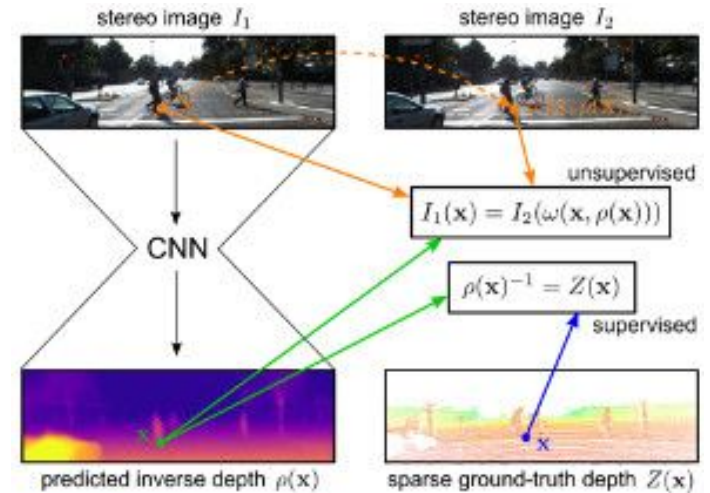 stereo image I₁
stereo image I₂
unsupervised
I₁(x) = I₂(ω(x, ρ(x)))
CNN
ρ(x)⁻¹ = Z(x)
supervised
x
x
predicted inverse depth ρ(x)
sparse ground-truth depth Z(x)